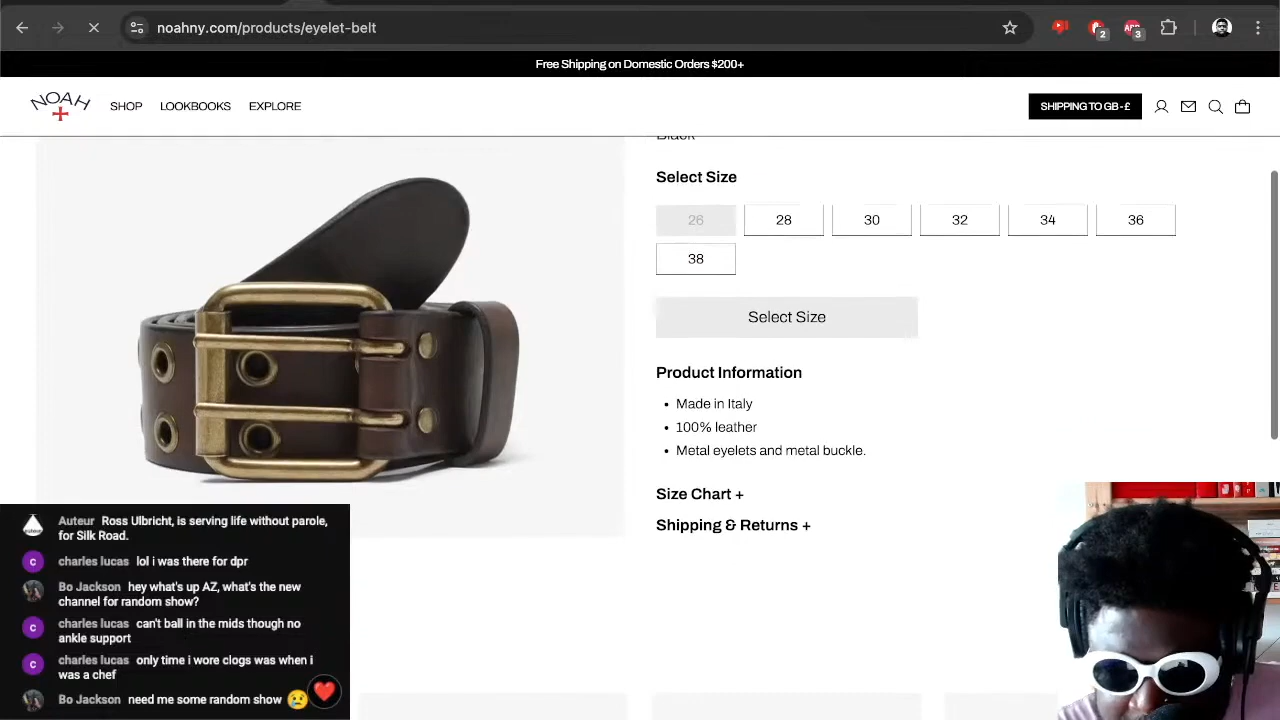 noahny.com/products/eyelet-belt
2
3
Free Shipping on Domestic Orders $200+
NOAH
SHOP
LOOKBOOKS
EXPLORE
SHIPPING TO GB - £
Black
Select Size
26
28
30
32
34
36
38
Select Size
Product Information
• Made in Italy
• 100% leather
• Metal eyelets and metal buckle.
Size Chart +
Shipping & Returns +
Auteur Ross Ulbricht, is serving life without parole,
for Silk Road.
charles lucas lol i was there for dpr
Bo Jackson hey what's up AZ, what's the new
channel for random show?
charles lucas can't ball in the mids though no
ankle support
charles lucas only time i wore clogs was when i
was a chef
Bo Jackson need me some random show 😢